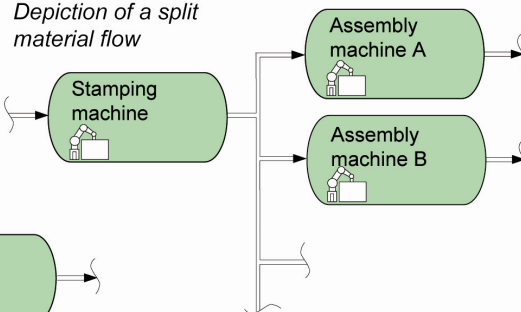 Depiction of a split
material flow
Stamping
machine
Assembly
machine A
Assembly
machine B